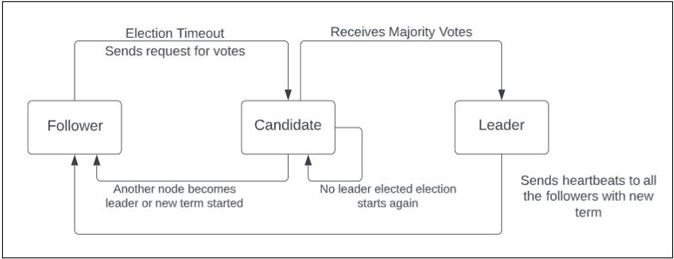 Election Timeout
Sends request for votes
Receives Majority Votes
Follower
Candidate
Leader
Another node becomes
leader or new term started
No leader elected election
starts again
Sends heartbeats to all
the followers with new
term